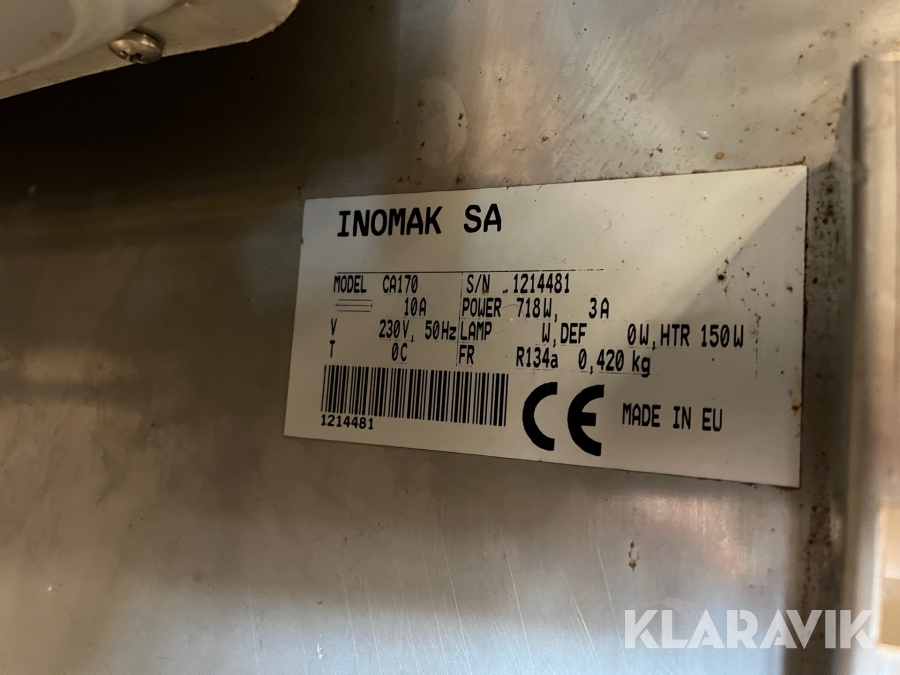 INOMAK SA
MODEL CA170 S/N 1214481
10A POWER 718W, 3A
V 230V, 50Hz LAMP W,DEF 0W,HTR 150W
T 0C FR R134a 0,420 kg
1214481
CE MADE IN EU
KLARAVIK